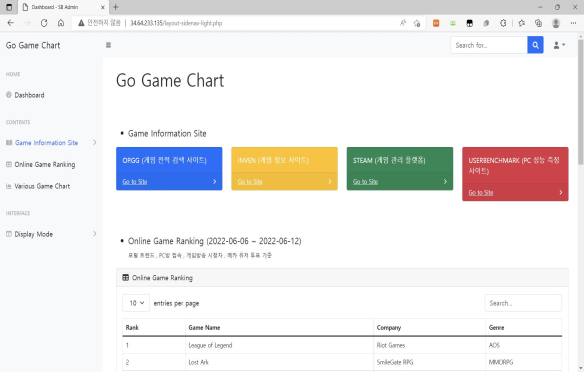 Dashboard - SB Admin
안전하지 않음 | 34.64.233.135/layout-sidenav-light.php
Go Game Chart
Search for...
HOME
Dashboard
CONTENTS
Game Information Site
Online Game Ranking
Various Game Chart
INTERFACE
Display Mode
Go Game Chart
Game Information Site
OPGG (게임 전적 검색 사이트)
Go to Site
INVEN (게임 정보 사이트)
Go to Site
STEAM (게임 관리 플랫폼)
Go to Site
USERBENCHMARK (PC 성능 측정
사이트)
Go to Site
Online Game Ranking (2022-06-06 ~ 2022-06-12)
포털 트렌드, PC방 접속, 게임방송 시청자, 메카 유저 투표 기준
Online Game Ranking
10 entries per page
Search...
Rank Game Name Company Genre
1 League of Legend Riot Games AOS
2 Lost Ark SmileGate RPG MMORPG